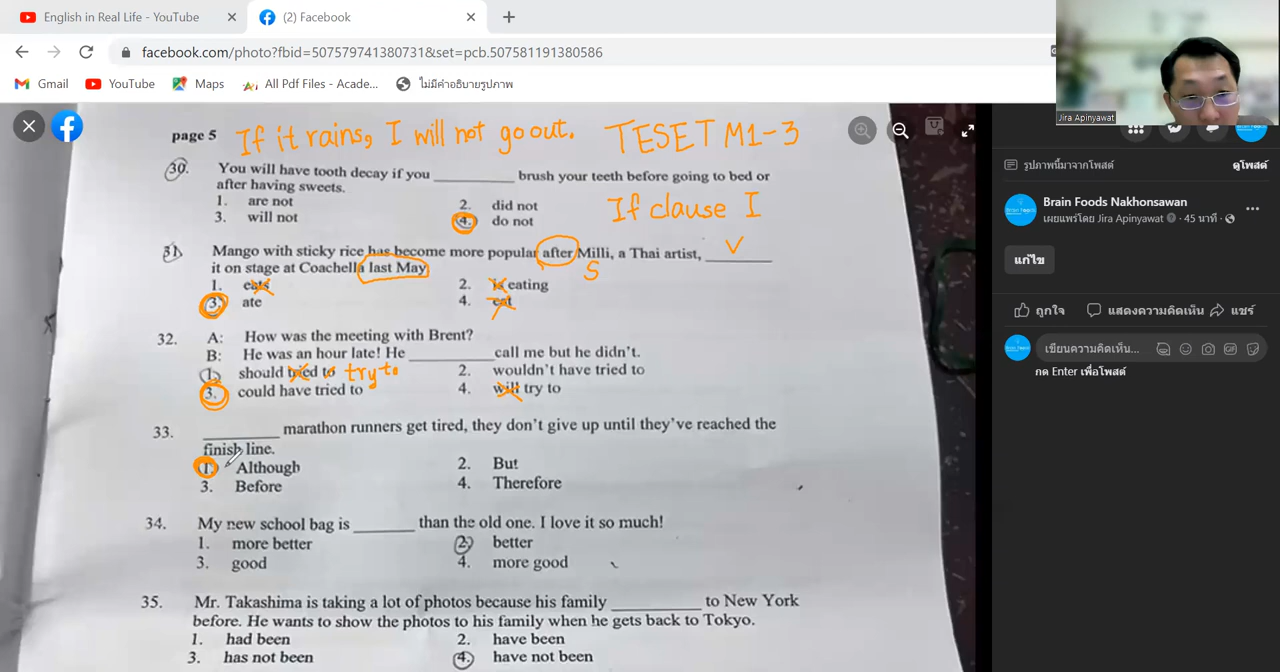 English in Real Life - YouTube
(2) Facebook
facebook.com/photo?fbid=507579741380731&set=pcb.507581191380586
Gmail YouTube Maps All Pdf Files - Acade... ไม่มีคำอธิบายรูปภาพ
Jira Apinyawat
page 5 If it rains, I will not go out. TESET M1-3
30. You will have tooth decay if you __________ brush your teeth before going to bed or
after having sweets.
1. are not 2. did not
3. will not 4. do not
If clause I
31. Mango with sticky rice has become more popular after Milli, a Thai artist, ________
V
S
it on stage at Coachella last May
1. eats 2. is eating
3. ate 4. eat
32. A: How was the meeting with Brent?
B: He was an hour late! He __________ call me but he didn't.
1. should tried to try to 2. wouldn't have tried to
3. could have tried to 4. will try to
33. _________ marathon runners get tired, they don't give up until they've reached the
finish line.
1. Although 2. But
3. Before 4. Therefore
34. My new school bag is _______ than the old one. I love it so much!
1. more better 2. better
3. good 4. more good
35. Mr. Takashima is taking a lot of photos because his family __________ to New York
before. He wants to show the photos to his family when he gets back to Tokyo.
1. had been 2. have been
3. has not been 4. have not been
รูปภาพนี้มาจากโพสต์ ดูโพสต์
Brain Foods Nakhonsawan
เผยแพร่โดย Jira Apinyawat · 45 นาที ·
แก้ไข
ถูกใจ แสดงความคิดเห็น แชร์
เขียนความคิดเห็น...
กด Enter เพื่อโพสต์